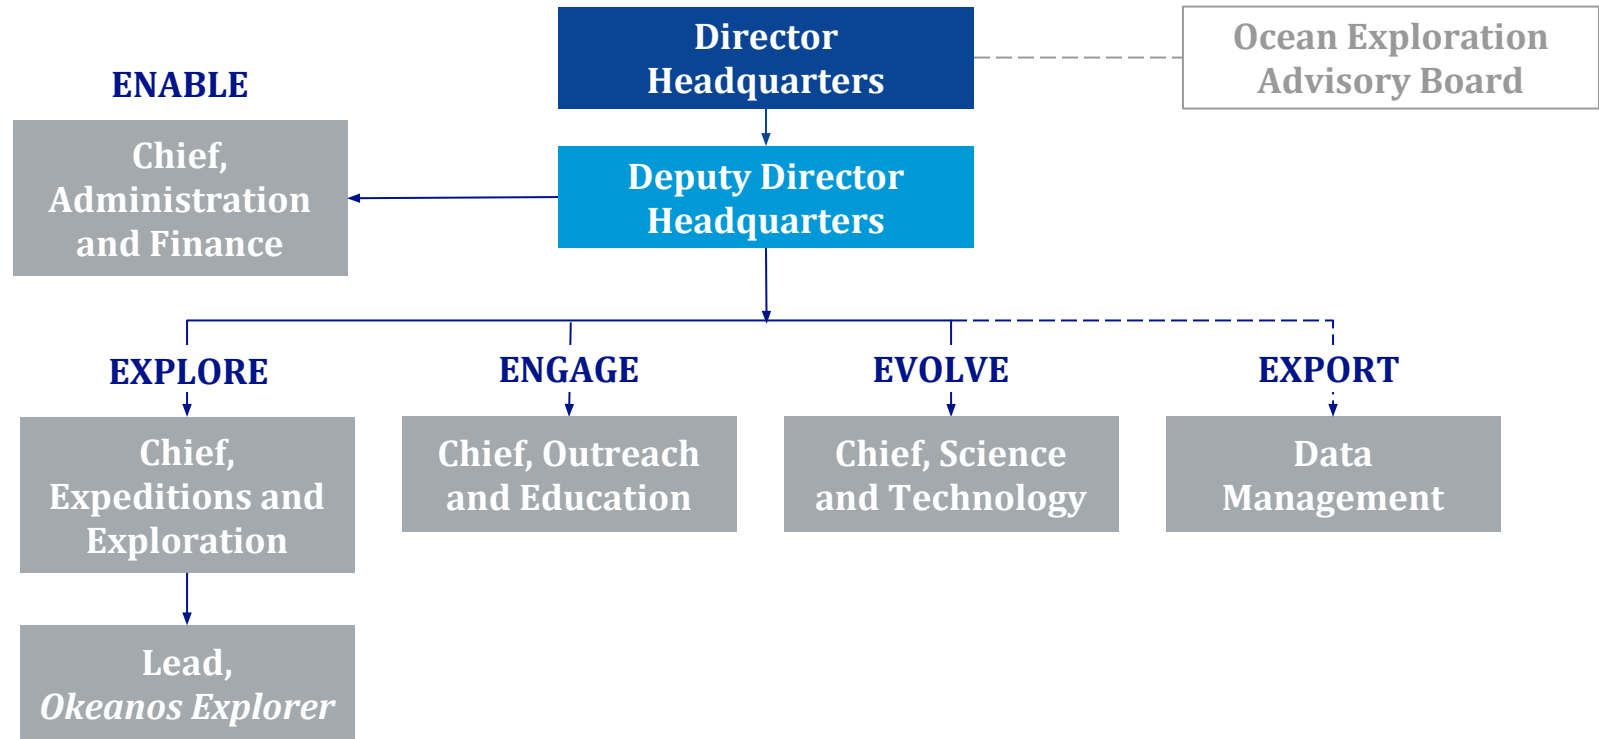 Director
Headquarters
Ocean Exploration
Advisory Board
ENABLE
Chief,
Administration
and Finance
Deputy Director
Headquarters
EXPLORE
ENGAGE
EVOLVE
EXPORT
Chief,
Expeditions and
Exploration
Chief, Outreach
and Education
Chief, Science
and Technology
Data
Management
Lead,
Okeanos Explorer